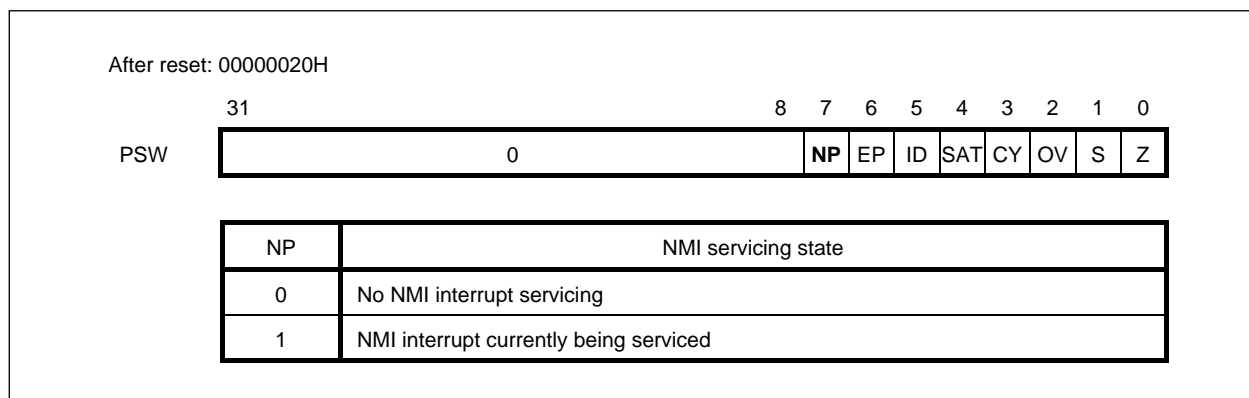 After reset: 00000020H
31 8 7 6 5 4 3 2 1 0
PSW 0 NP EP ID SAT CY OV S Z
NP NMI servicing state
0 No NMI interrupt servicing
1 NMI interrupt currently being serviced